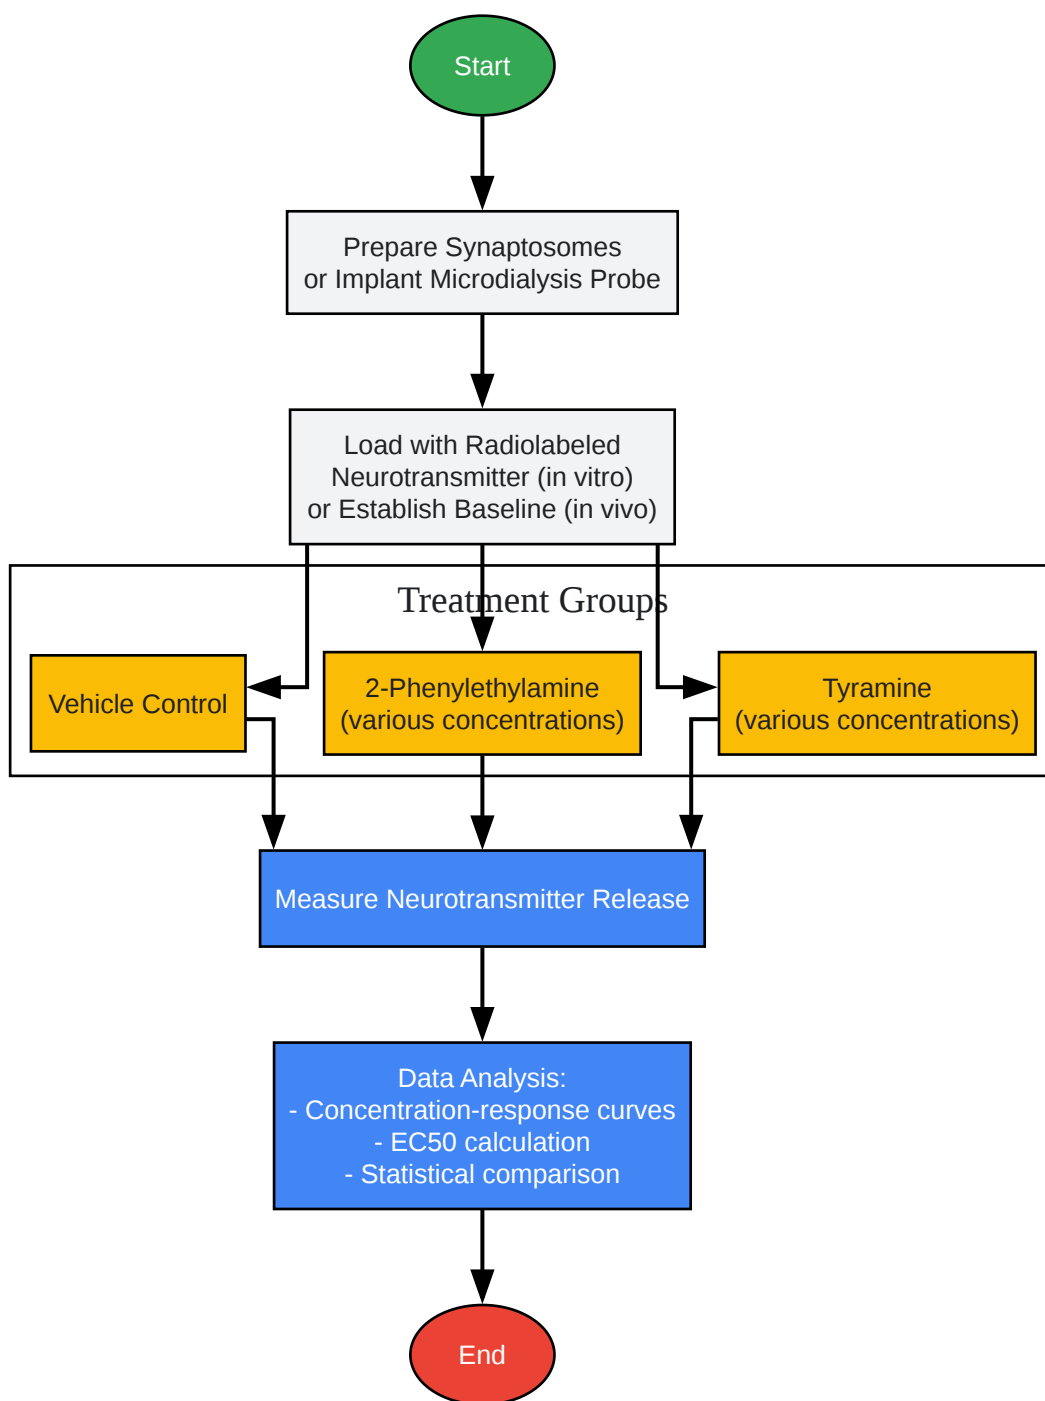 Start
Prepare Synaptosomes
or Implant Microdialysis Probe
Load with Radiolabeled
Neurotransmitter (in vitro)
or Establish Baseline (in vivo)
Treatment Groups
Vehicle Control
2-Phenylethylamine
(various concentrations)
Tyramine
(various concentrations)
Measure Neurotransmitter Release
Data Analysis:
- Concentration-response curves
- EC50 calculation
- Statistical comparison
End